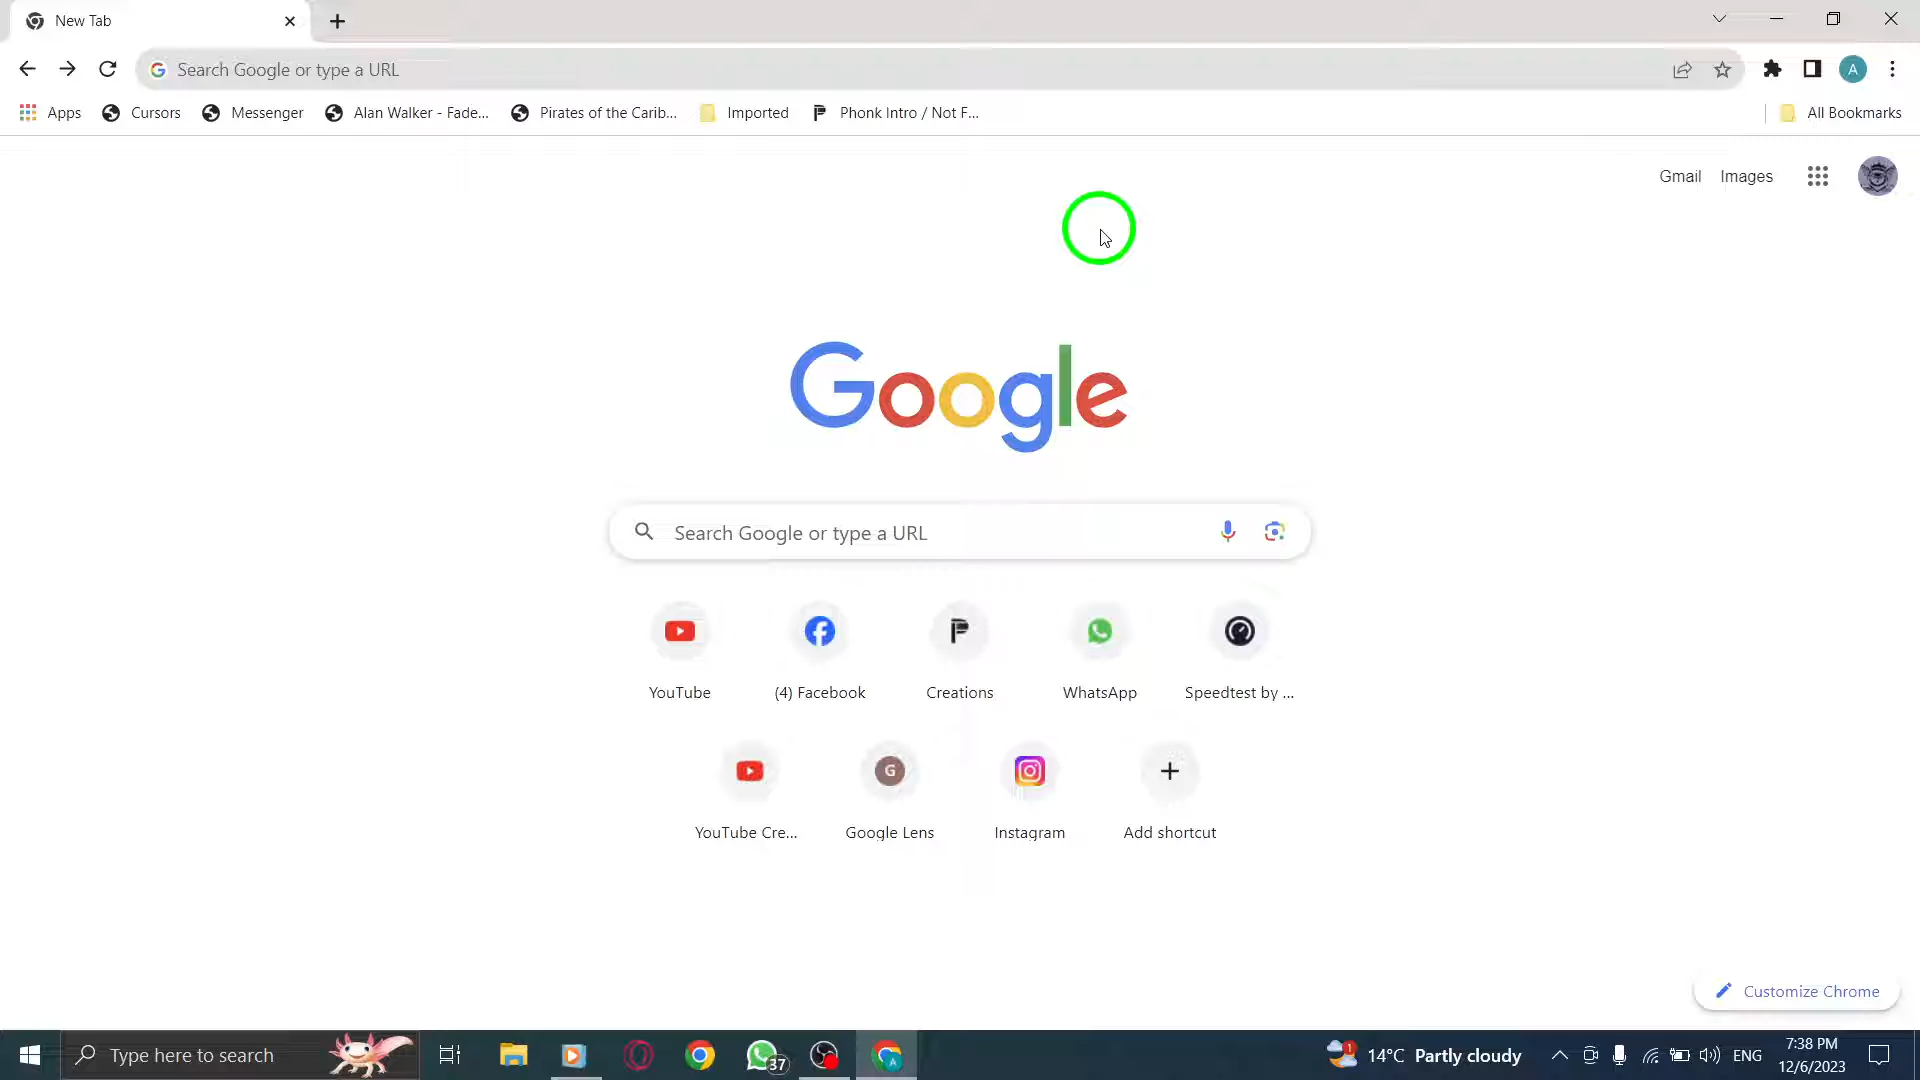 New Tab
Search Google or type a URL
A
Apps
Cursors
Messenger
Alan Walker - Fade...
Pirates of the Carib...
Imported
Phonk Intro / Not F...
All Bookmarks
Gmail
Images
Google
Search Google or type a URL
YouTube
(4) Facebook
Creations
WhatsApp
Speedtest by ...
G
YouTube Cre...
Google Lens
Instagram
Add shortcut
Customize Chrome
Type here to search
37
A
1
14°C Partly cloudy
ENG
7:38 PM
12/6/2023